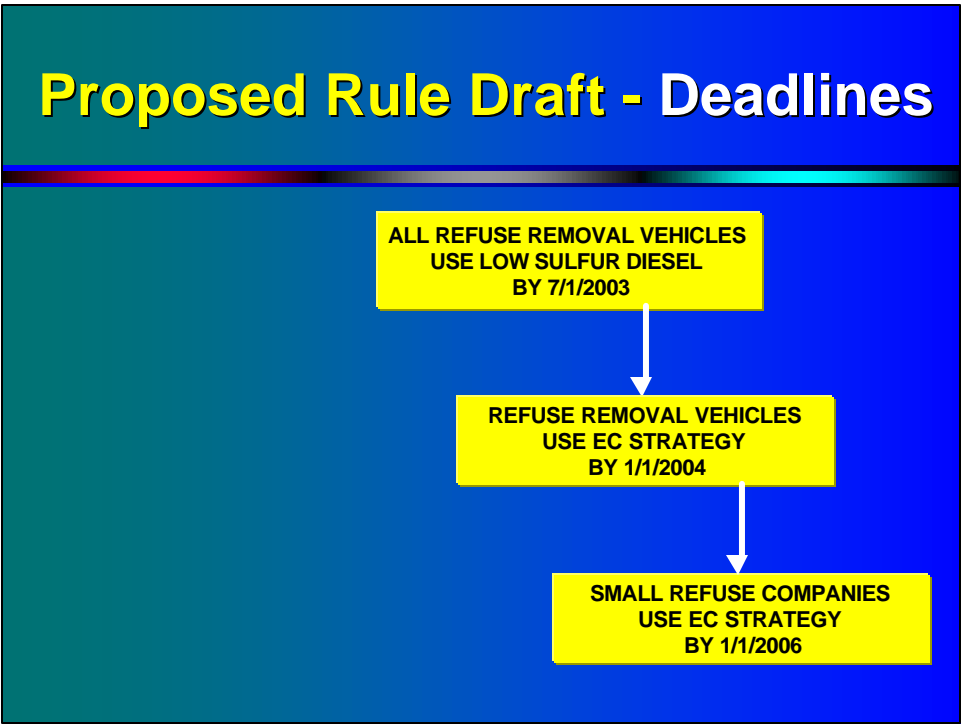 Proposed Rule Draft - Deadlines
ALL REFUSE REMOVAL VEHICLES
USE LOW SULFUR DIESEL
BY 7/1/2003
REFUSE REMOVAL VEHICLES
USE EC STRATEGY
BY 1/1/2004
SMALL REFUSE COMPANIES
USE EC STRATEGY
BY 1/1/2006